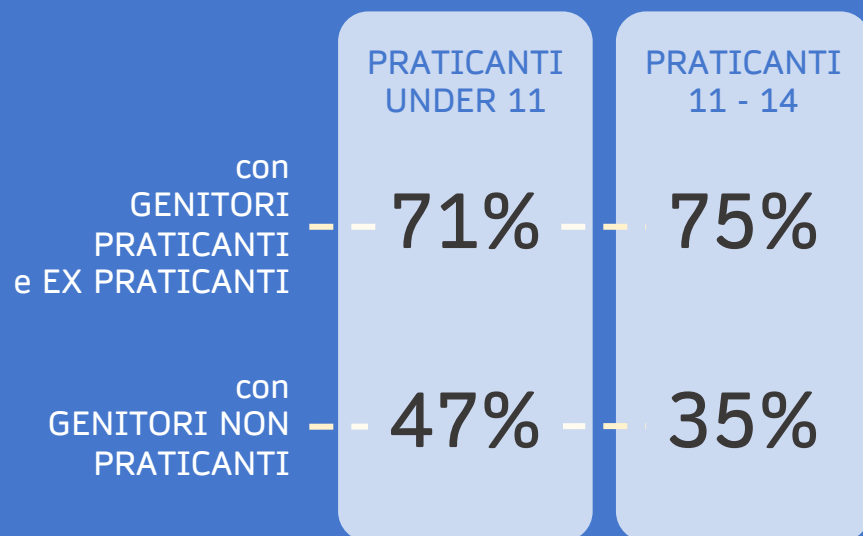 PRATICANTI
UNDER 11
PRATICANTI
11 - 14
con
GENITORI
PRATICANTI
e EX PRATICANTI
71%
75%
con
GENITORI NON
PRATICANTI
47%
35%